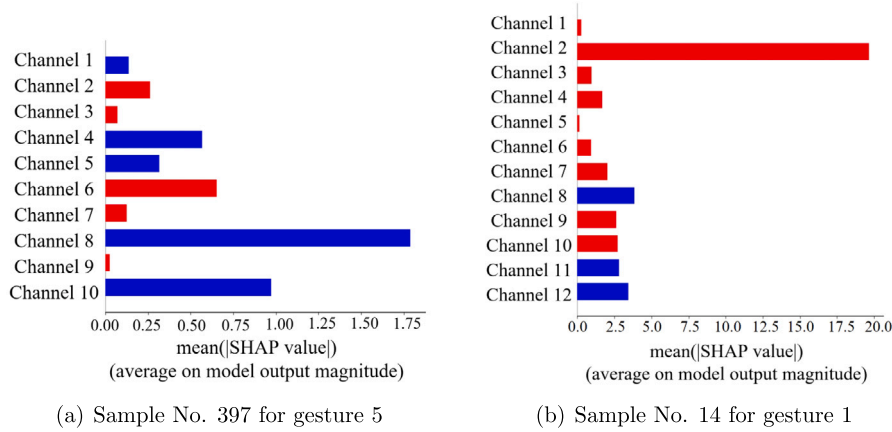 Channel 1
Channel 2
Channel 3
Channel 4
Channel 5
Channel 6
Channel 7
Channel 8
Channel 9
Channel 10
0.00 0.25 0.50 0.75 1.00 1.25 1.50 1.75
mean(|SHAP value|)
(average on model output magnitude)
(a) Sample No. 397 for gesture 5
Channel 1
Channel 2
Channel 3
Channel 4
Channel 5
Channel 6
Channel 7
Channel 8
Channel 9
Channel 10
Channel 11
Channel 12
0.0 2.5 5.0 7.5 10.0 12.5 15.0 17.5 20.0
mean(|SHAP value|)
(average on model output magnitude)
(b) Sample No. 14 for gesture 1